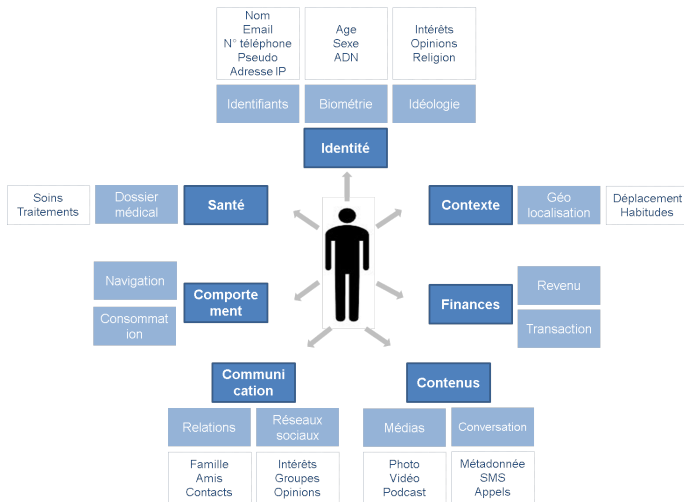 Nom
Email
N° téléphone
Pseudo
Adresse IP
Age
Sexe
ADN
Intérêts
Opinions
Religion
Identifiants
Biométrie
Idéologie
Identité
Soins
Traitements
Dossier
médical
Santé
Contexte
Géo
localisation
Déplacement
Habitudes
Navigation
Consommat
ion
Comporte
ment
Finances
Revenu
Transaction
Communi
cation
Contenus
Relations
Réseaux
sociaux
Médias
Conversation
Famille
Amis
Contacts
Intérêts
Groupes
Opinions
Photo
Vidéo
Podcast
Métadonnée
SMS
Appels